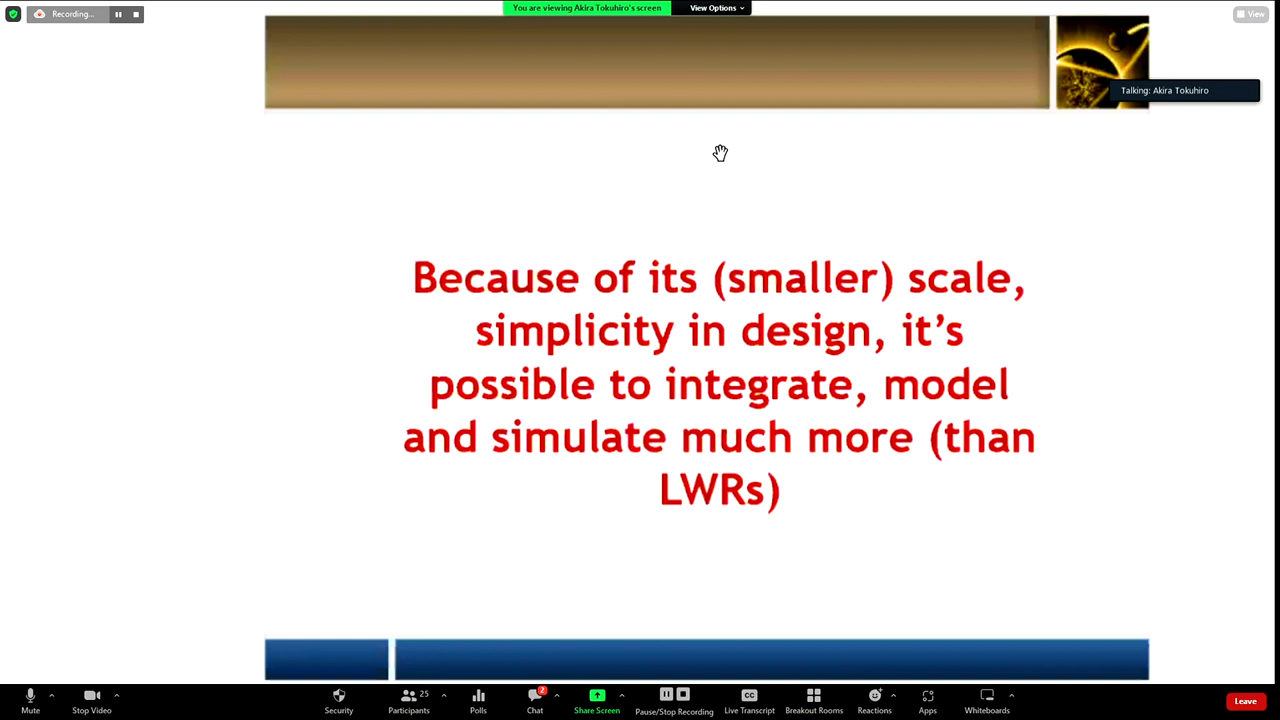 Recording...
You are viewing Akira Tokuhiro's screen
View Options
View
Talking: Akira Tokuhiro
Because of its (smaller) scale,
simplicity in design, it’s
possible to integrate, model
and simulate much more (than
LWRs)
Mute
Stop Video
Security
Participants
25
Polls
Chat
2
Share Screen
Pause/Stop Recording
CC
Live Transcript
Breakout Rooms
Reactions
Apps
Whiteboards
Leave